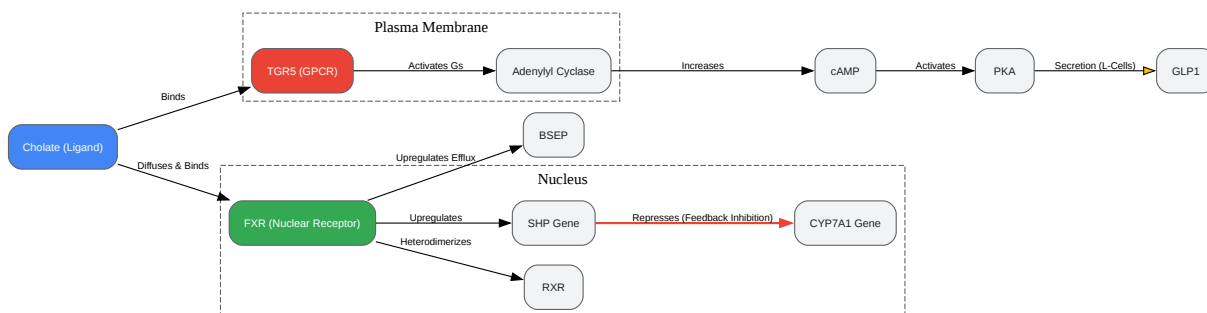 Plasma Membrane
TGR5 (GPCR)
Activates Gs
Adenylyl Cyclase
Increases
cAMP
Activates
PKA
Secretion (L-Cells)
GLP1
Binds
Cholate (Ligand)
Diffuses & Binds
BSEP
Upregulates Efflux
Nucleus
FXR (Nuclear Receptor)
Upregulates
SHP Gene
Represses (Feedback Inhibition)
CYP7A1 Gene
Heterodimerizes
RXR